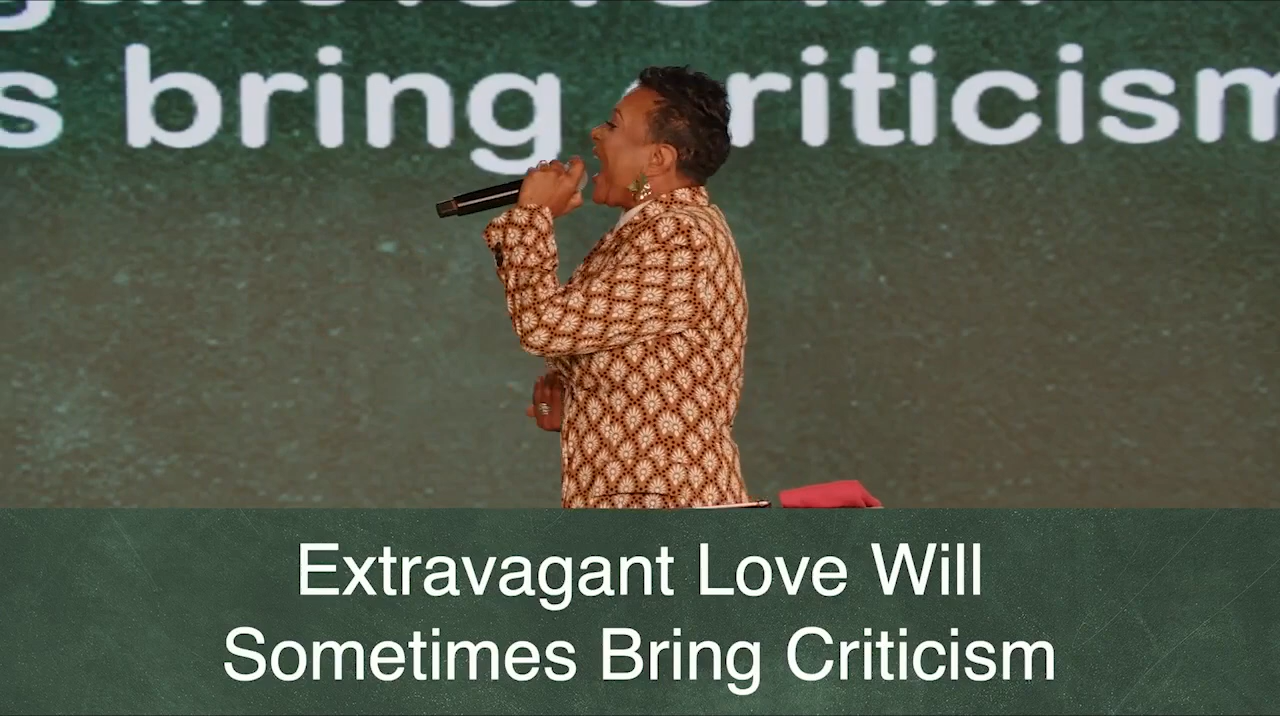 s bring criticism
Extravagant Love Will
Sometimes Bring Criticism